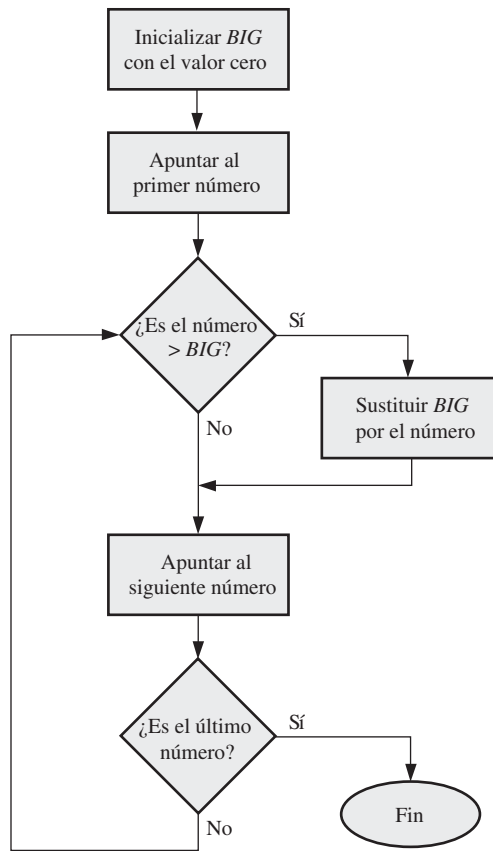 Inicializar BIG
con el valor cero
Apuntar al
primer número
¿Es el número
> BIG?
Sí
Sustituir BIG
por el número
No
Apuntar al
siguiente número
¿Es el último
número?
Sí
Fin
No